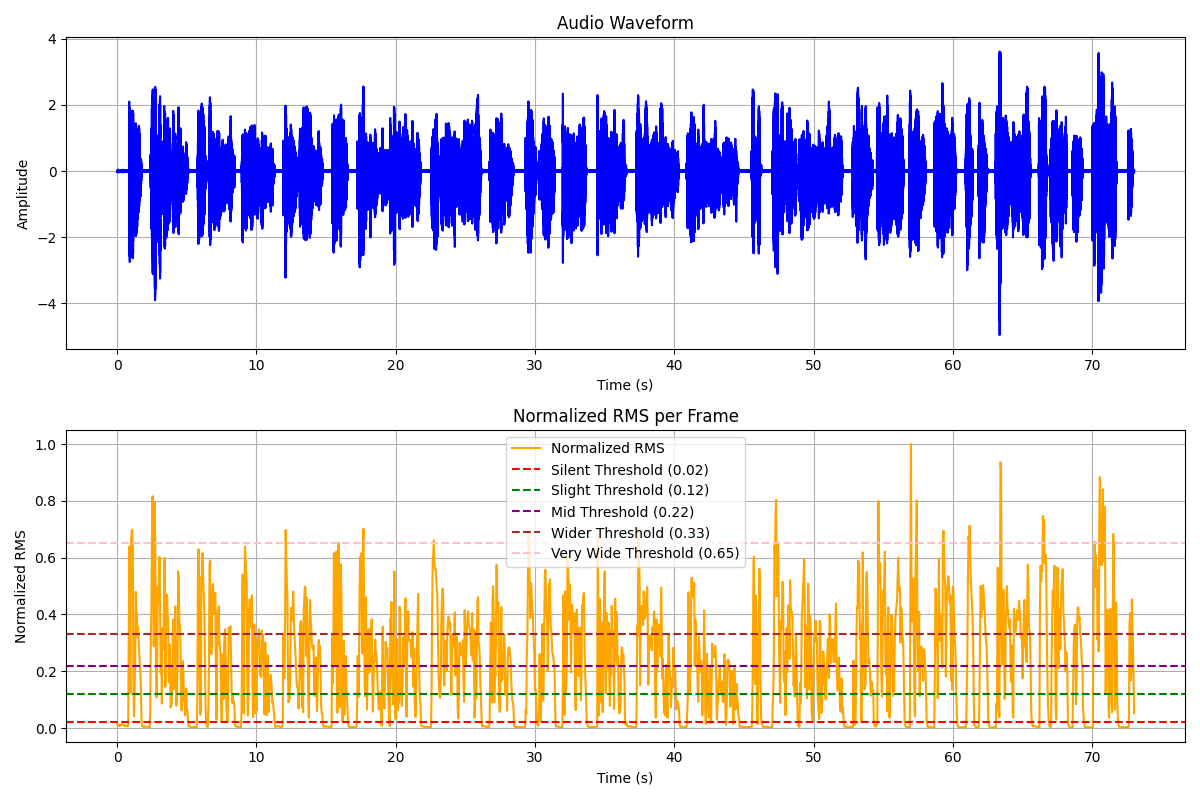 Audio Waveform
4
2
0
−2
−4
Amplitude
0 10 20 30 40 50 60 70
Time (s)
Normalized RMS per Frame
1.0
0.8
0.6
0.4
0.2
0.0
Normalized RMS
Normalized RMS
Silent Threshold (0.02)
Slight Threshold (0.12)
Mid Threshold (0.22)
Wider Threshold (0.33)
Very Wide Threshold (0.65)
0 10 20 30 40 50 60 70
Time (s)